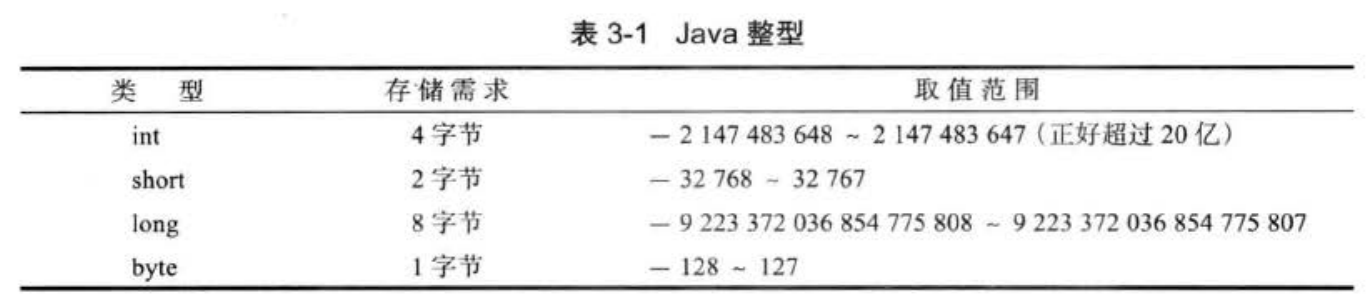 表 3-1 Java 整型
类 型 存储需求 取值范围
int 4 字节 － 2 147 483 648 ~ 2 147 483 647（正好超过 20 亿）
short 2 字节 － 32 768 ~ 32 767
long 8 字节 － 9 223 372 036 854 775 808 ~ 9 223 372 036 854 775 807
byte 1 字节 － 128 ~ 127